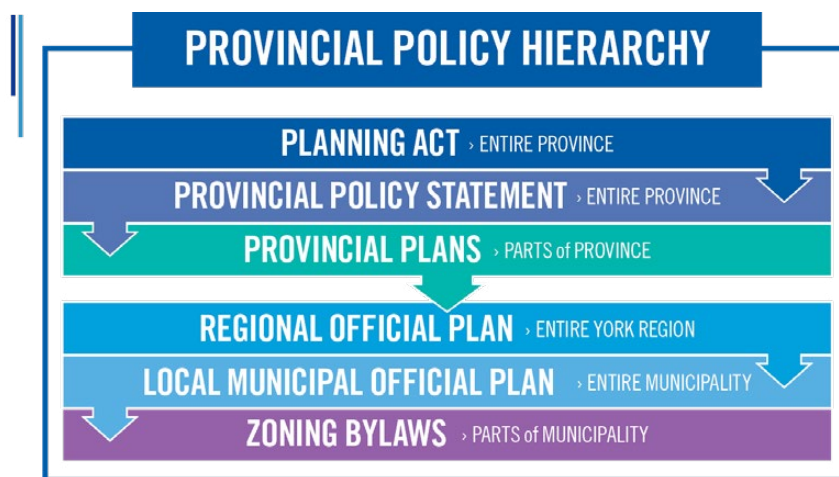 PROVINCIAL POLICY HIERARCHY
PLANNING ACT › ENTIRE PROVINCE
PROVINCIAL POLICY STATEMENT › ENTIRE PROVINCE
PROVINCIAL PLANS › PARTS of PROVINCE
REGIONAL OFFICIAL PLAN › ENTIRE YORK REGION
LOCAL MUNICIPAL OFFICIAL PLAN › ENTIRE MUNICIPALITY
ZONING BYLAWS › PARTS of MUNICIPALITY